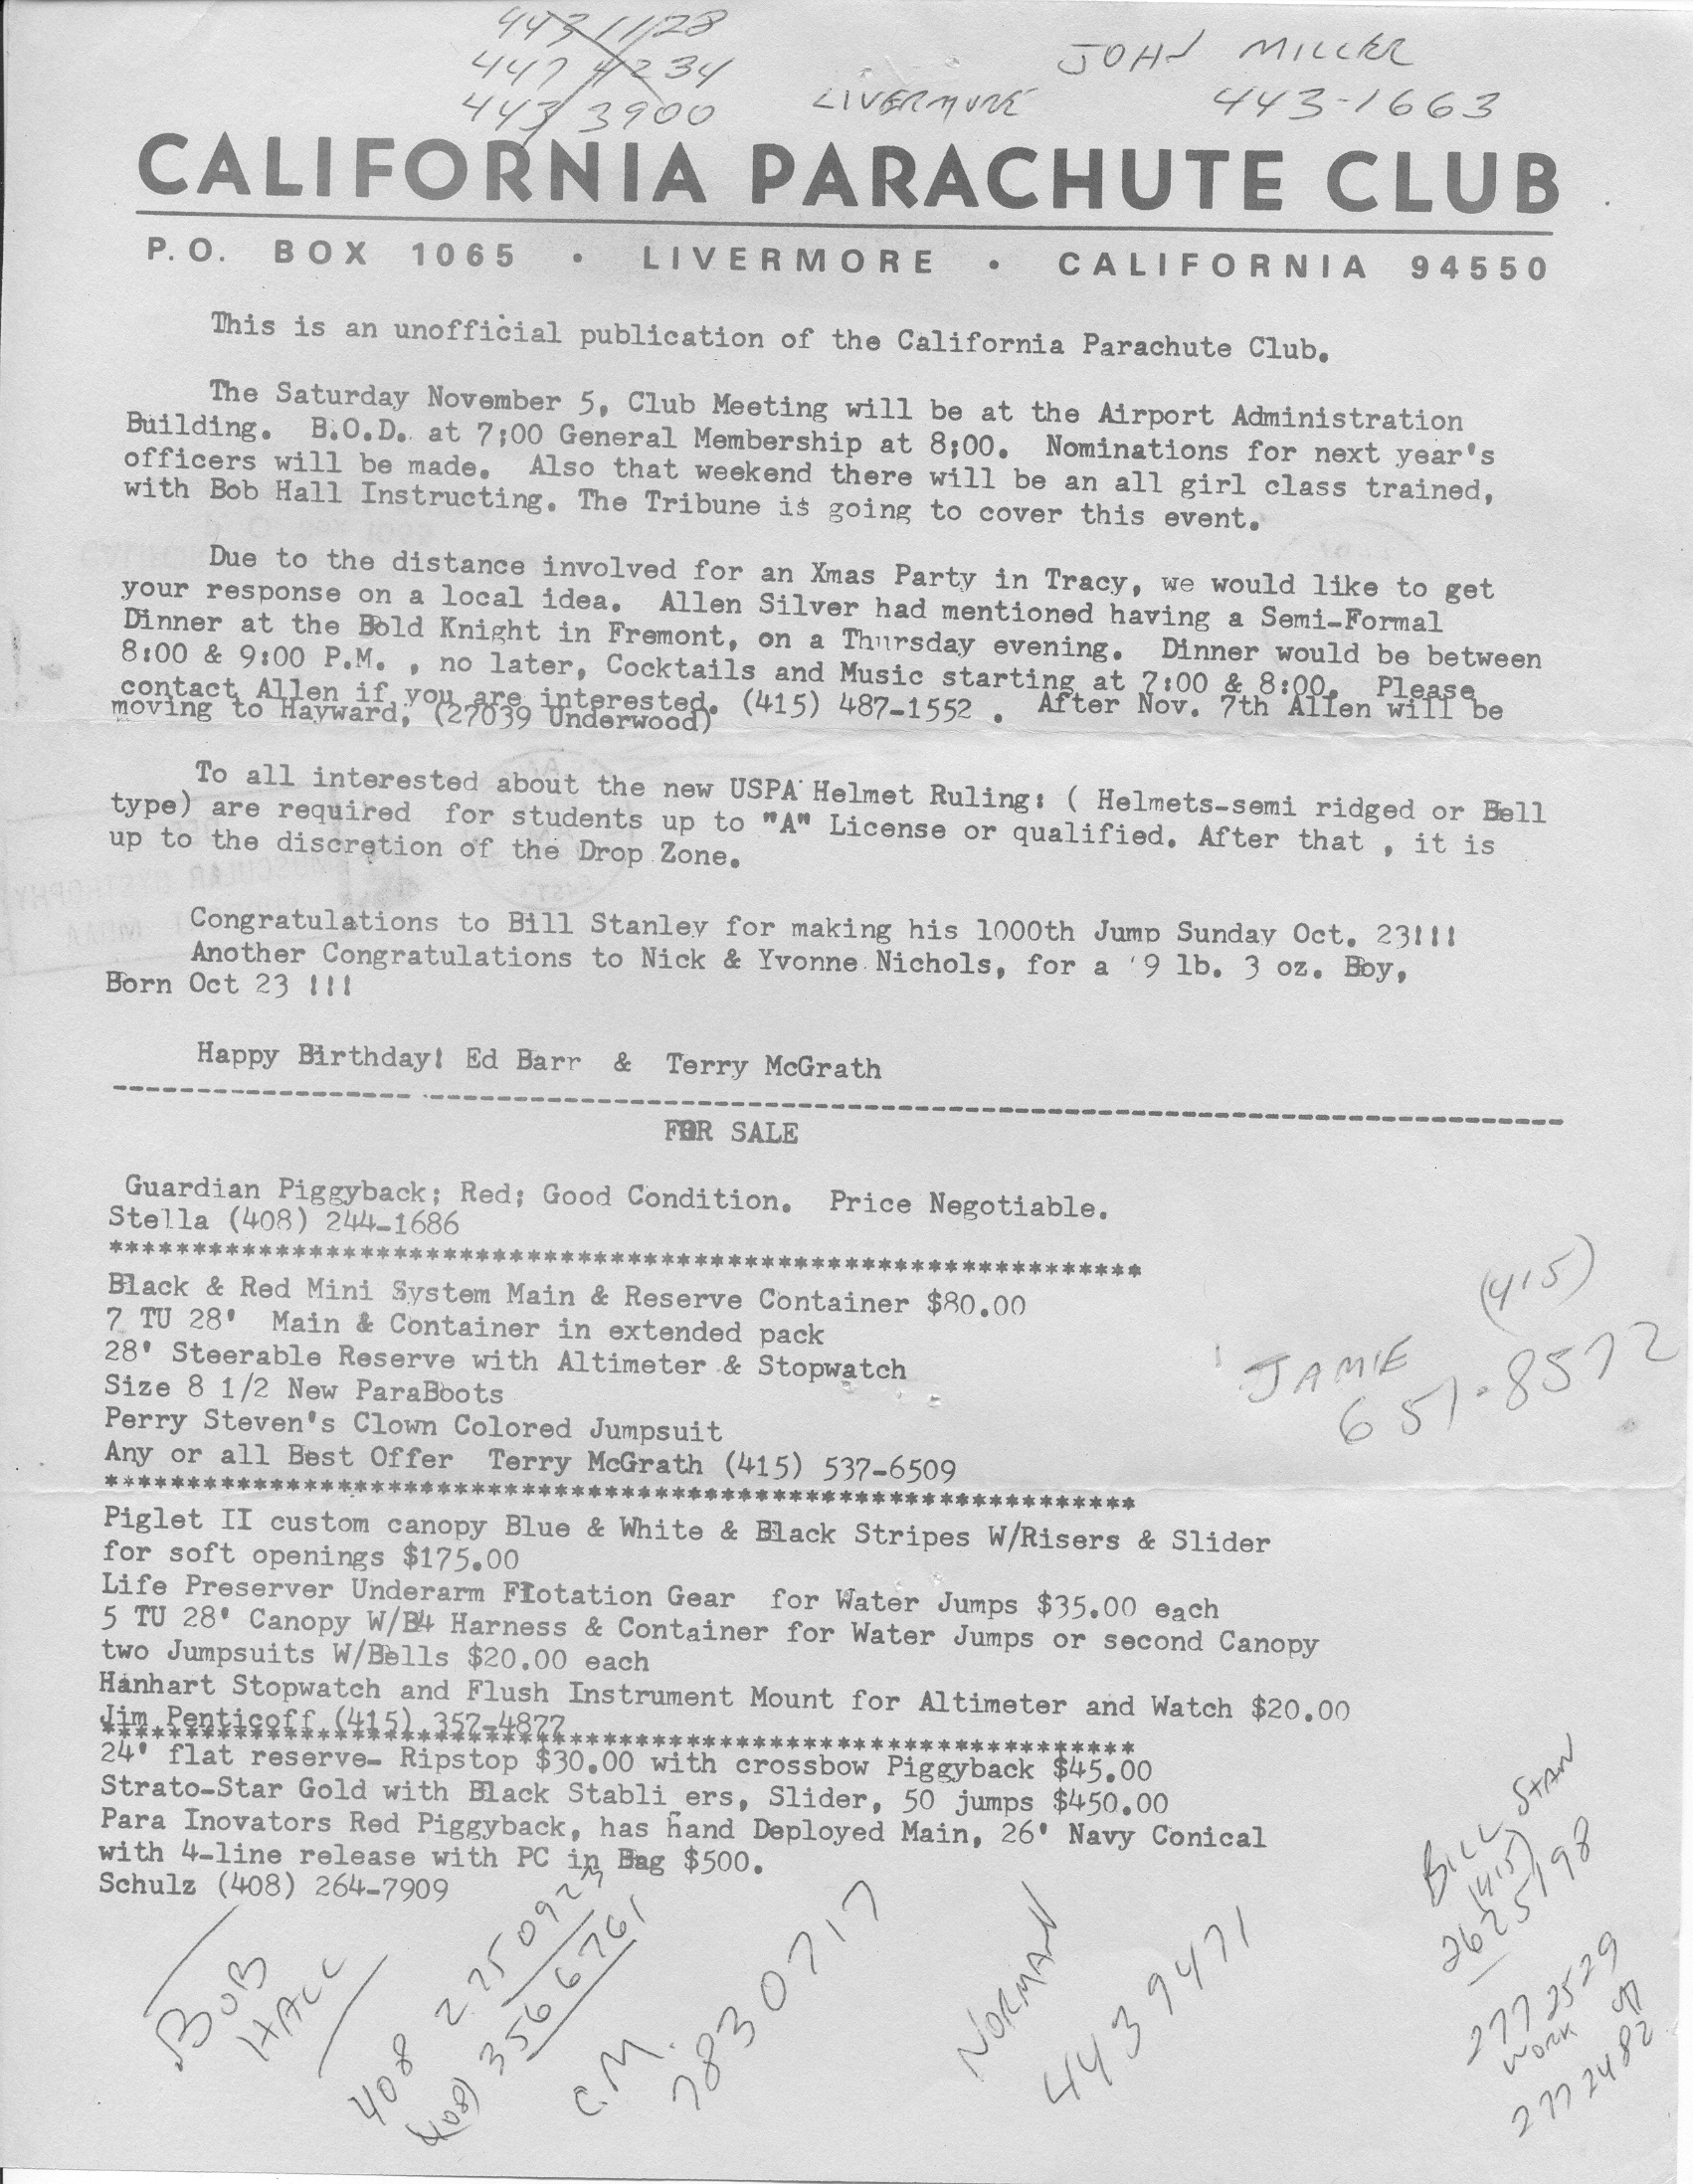 443 1128
447 4234
443 3900
LIVERMORE
JOHN MILLER
443-1663
CALIFORNIA PARACHUTE CLUB
P.O. BOX 1065 • LIVERMORE • CALIFORNIA 94550
This is an unofficial publication of the California Parachute Club.
The Saturday November 5, Club Meeting will be at the Airport Administration
Building. B.O.D. at 7:00 General Membership at 8:00. Nominations for next year's
officers will be made. Also that weekend there will be an all girl class trained,
with Bob Hall Instructing. The Tribune is going to cover this event.
Due to the distance involved for an Xmas Party in Tracy, we would like to get
your response on a local idea. Allen Silver had mentioned having a Semi-Formal
Dinner at the Bold Knight in Fremont, on a Thursday evening. Dinner would be between
8:00 & 9:00 P.M. , no later, Cocktails and Music starting at 7:00 & 8:00. Please
contact Allen if you are interested. (415) 487-1552 . After Nov. 7th Allen will be
moving to Hayward, (27039 Underwood)
To all interested about the new USPA Helmet Ruling: ( Helmets-semi ridged or Bell
type) are required for students up to "A" License or qualified. After that , it is
up to the discretion of the Drop Zone.
Congratulations to Bill Stanley for making his 1000th Jump Sunday Oct. 23!!!
Another Congratulations to Nick & Yvonne Nichols, for a 9 lb. 3 oz. Boy,
Born Oct 23 !!!
Happy Birthday! Ed Barr & Terry McGrath
FOR SALE
Guardian Piggyback; Red; Good Condition. Price Negotiable.
Stella (408) 244-1686
**************************************************************
Black & Red Mini System Main & Reserve Container $80.00
7 TU 28' Main & Container in extended pack
28' Steerable Reserve with Altimeter & Stopwatch
Size 8 1/2 New ParaBoots
Perry Steven's Clown Colored Jumpsuit
Any or all Best Offer Terry McGrath (415) 537-6509
(415)
JAMIE
651-8572
**************************************************************
Piglet II custom canopy Blue & White & Black Stripes W/Risers & Slider
for soft openings $175.00
Life Preserver Underarm Flotation Gear for Water Jumps $35.00 each
5 TU 28' Canopy W/B4 Harness & Container for Water Jumps or second Canopy
two Jumpsuits W/Bells $20.00 each
Hanhart Stopwatch and Flush Instrument Mount for Altimeter and Watch $20.00
Jim Penticoff (415) 357-4877
**************************************************************
24' flat reserve- Ripstop $30.00 with crossbow Piggyback $45.00
Strato-Star Gold with Black Stabli ers, Slider, 50 jumps $450.00
Para Inovators Red Piggyback, has hand Deployed Main, 26' Navy Conical
with 4-line release with PC in Bag $500.
Schulz (408) 264-7909
BOB
HALL
408 225 0923
(408) 356 6761
C.M.
783 0717
NORMAN
443 9471
BILL STAN
(415)
262 5198
277 2529
WORK
277 2482